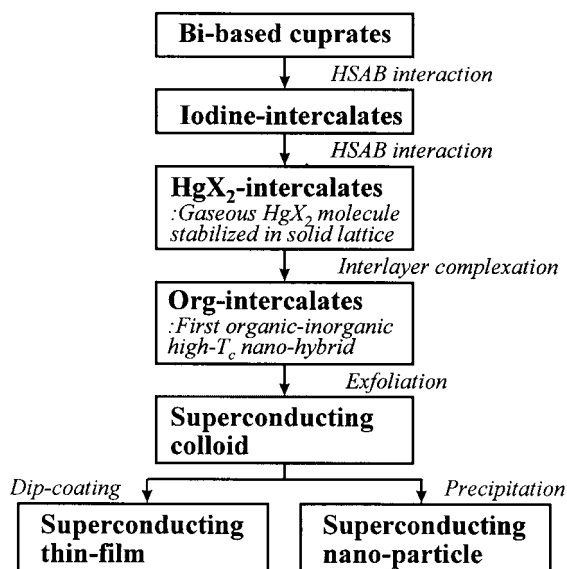 Bi-based cuprates
HSAB interaction
Iodine-intercalates
HSAB interaction
HgX₂-intercalates
:Gaseous HgX₂ molecule
stabilized in solid lattice
Interlayer complexation
Org-intercalates
:First organic-inorganic
high-T꜀ nano-hybrid
Exfoliation
Superconducting
colloid
Dip-coating
Precipitation
Superconducting
thin-film
Superconducting
nano-particle